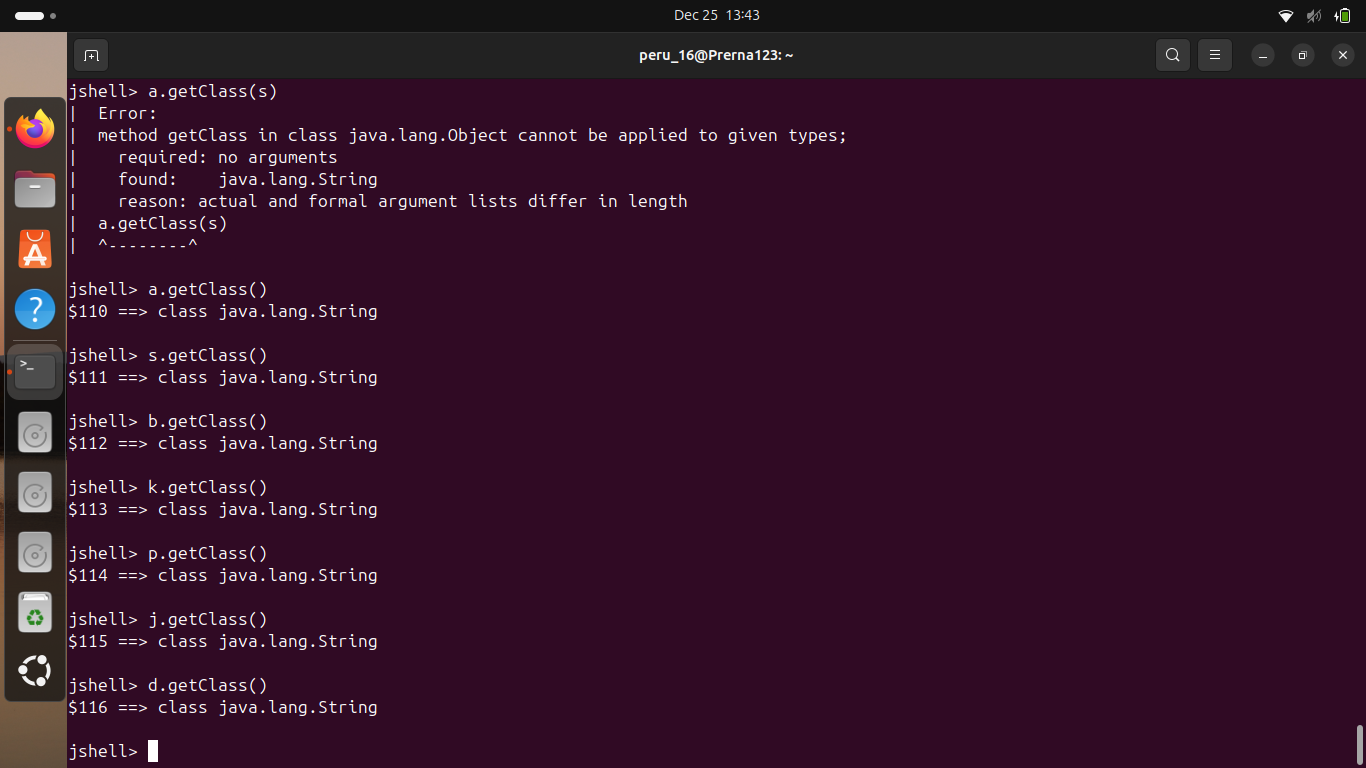 Dec 25 13:43
peru_16@Prerna123: ~
jshell> a.getClass(s)
|  Error:
|  method getClass in class java.lang.Object cannot be applied to given types;
|    required: no arguments
|    found:    java.lang.String
|    reason: actual and formal argument lists differ in length
|  a.getClass(s)
|  ^--------^
jshell> a.getClass()
$110 ==> class java.lang.String
jshell> s.getClass()
$111 ==> class java.lang.String
jshell> b.getClass()
$112 ==> class java.lang.String
jshell> k.getClass()
$113 ==> class java.lang.String
jshell> p.getClass()
$114 ==> class java.lang.String
jshell> j.getClass()
$115 ==> class java.lang.String
jshell> d.getClass()
$116 ==> class java.lang.String
jshell>